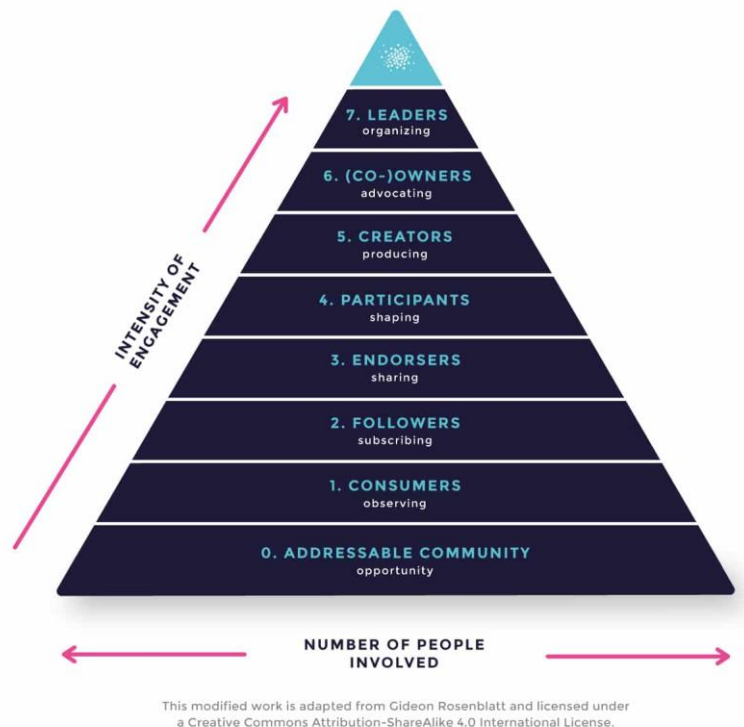 7. LEADERS
organizing
6. (CO-)OWNERS
advocating
5. CREATORS
producing
4. PARTICIPANTS
shaping
3. ENDORSERS
sharing
2. FOLLOWERS
subscribing
1. CONSUMERS
observing
0. ADDRESSABLE COMMUNITY
opportunity
INTENSITY OF
ENGAGEMENT
NUMBER OF PEOPLE
INVOLVED
This modified work is adapted from Gideon Rosenblatt and licensed under
a Creative Commons Attribution-ShareAlike 4.0 International License.